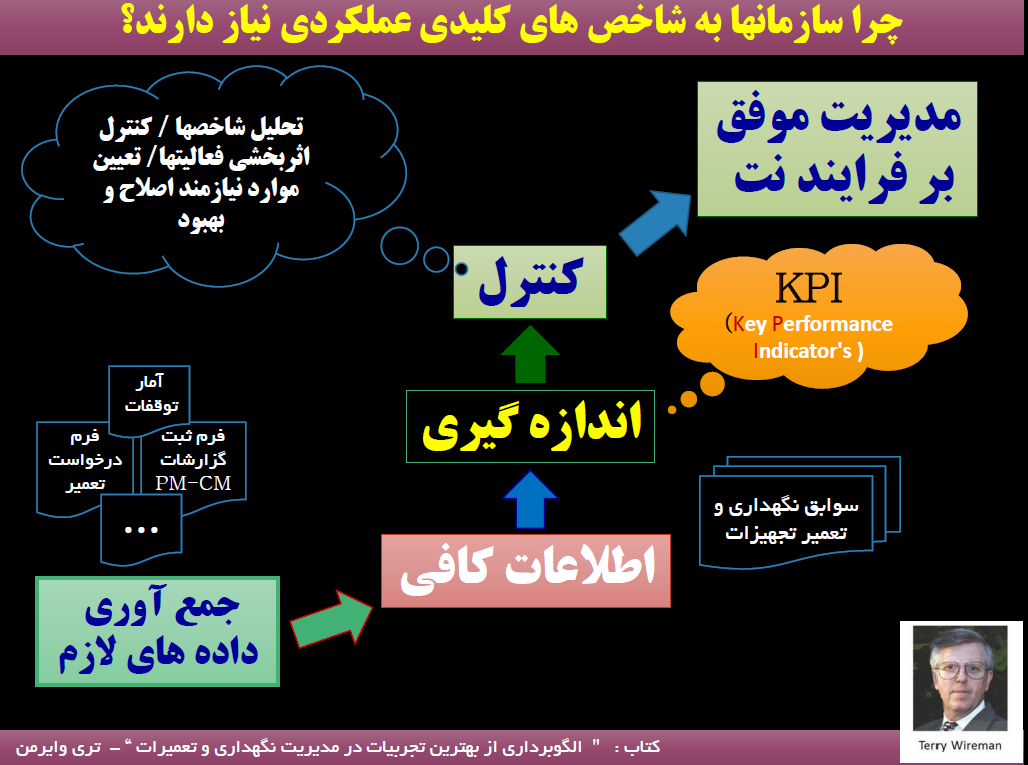 چرا سازمانها به شاخص های کلیدی عملکردی نیاز دارند؟
مدیریت موفق
بر فرایند نت
تحلیل شاخصها / کنترل
اثربخشی فعالیتها/ تعیین
موارد نیازمند اصلاح و
بهبود
کنترل
KPI
(Key Performance
Indicator's )
اندازه گیری
آمار
توقفات
فرم ثبت
گزارشات
PM-CM
فرم
درخواست
تعمیر
...
سوابق نگهداری و
تعمیر تجهیزات
اطلاعات کافی
جمع آوری
داده های لازم
Terry Wireman
کتاب : " الگوبرداری از بهترین تجربیات در مدیریت نگهداری و تعمیرات “ – تری وایرمن